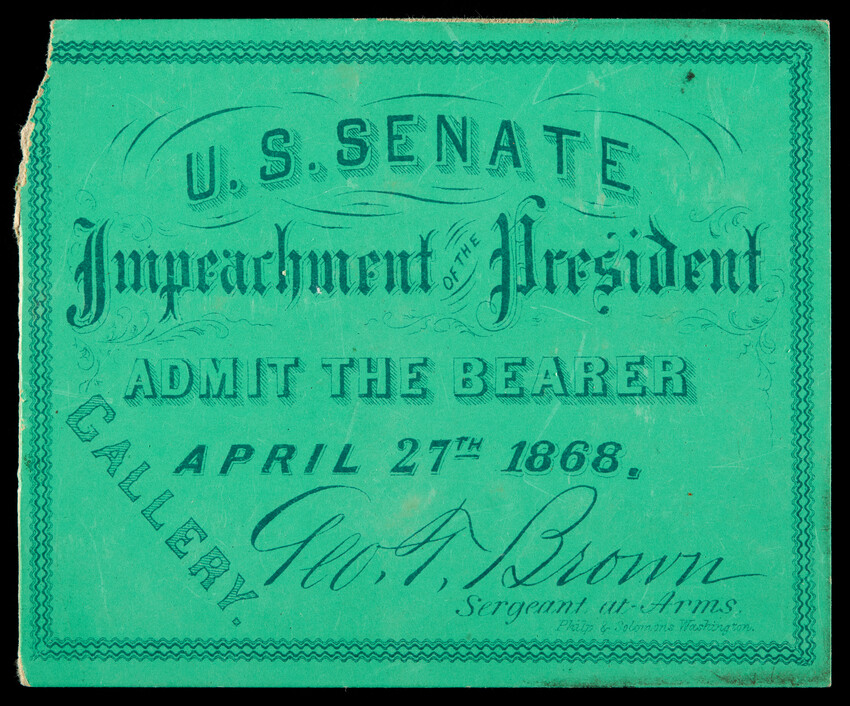 U. S. SENATE
Impeachment OF THE President
ADMIT THE BEARER
APRIL 27TH 1868.
GALLERY.
Geo. T. Brown
Sergeant-at-Arms.
Philp & Solomons Washington.